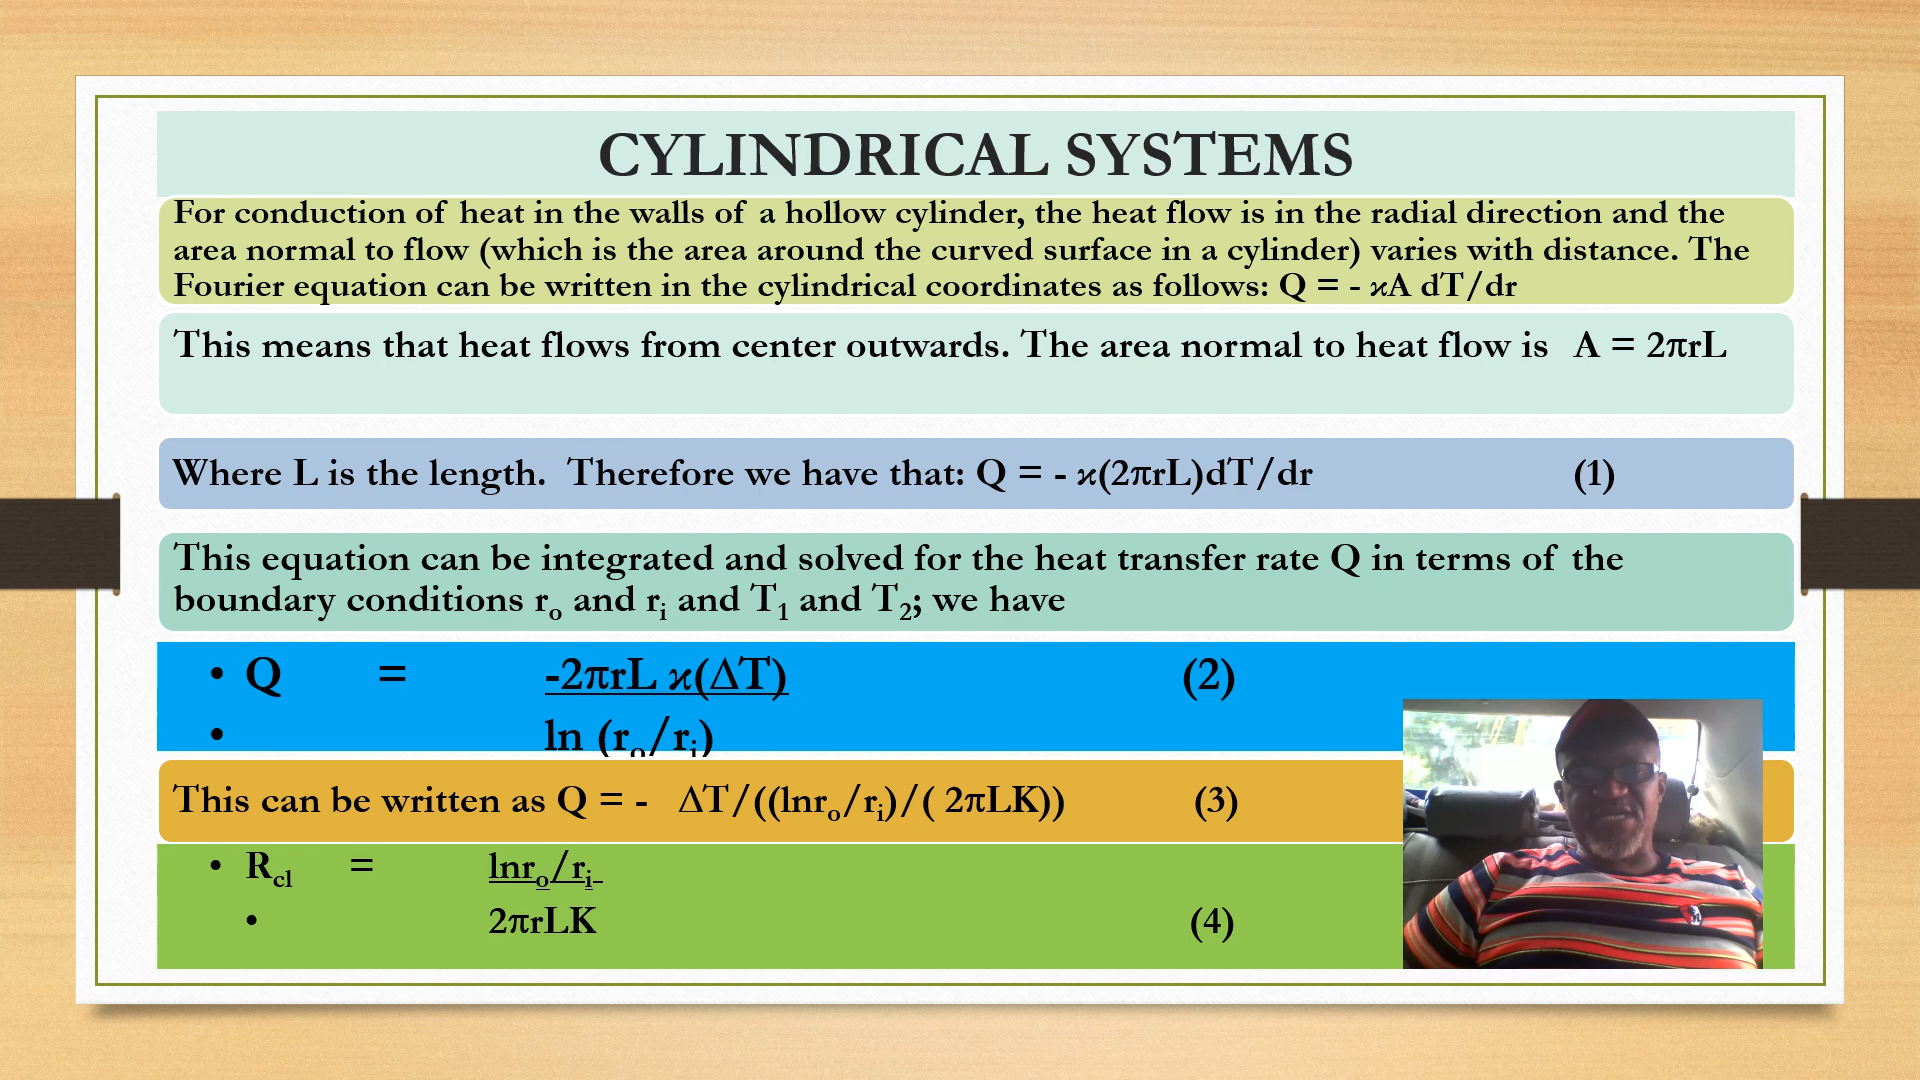 CYLINDRICAL SYSTEMS
For conduction of heat in the walls of a hollow cylinder, the heat flow is in the radial direction and the
area normal to flow (which is the area around the curved surface in a cylinder) varies with distance. The
Fourier equation can be written in the cylindrical coordinates as follows: Q = - ϰA dT/dr
This means that heat flows from center outwards. The area normal to heat flow is A = 2πrL
Where L is the length. Therefore we have that: Q = - ϰ(2πrL)dT/dr (1)
This equation can be integrated and solved for the heat transfer rate Q in terms of the
boundary conditions rₒ and rᵢ and T₁ and T₂; we have
• Q = -2πrL ϰ(ΔT) (2)
• ln (rₒ/rᵢ)
This can be written as Q = - ΔT/((lnrₒ/rᵢ)/( 2πLK)) (3)
• R_cl = lnrₒ/rᵢ
• 2πrLK (4)